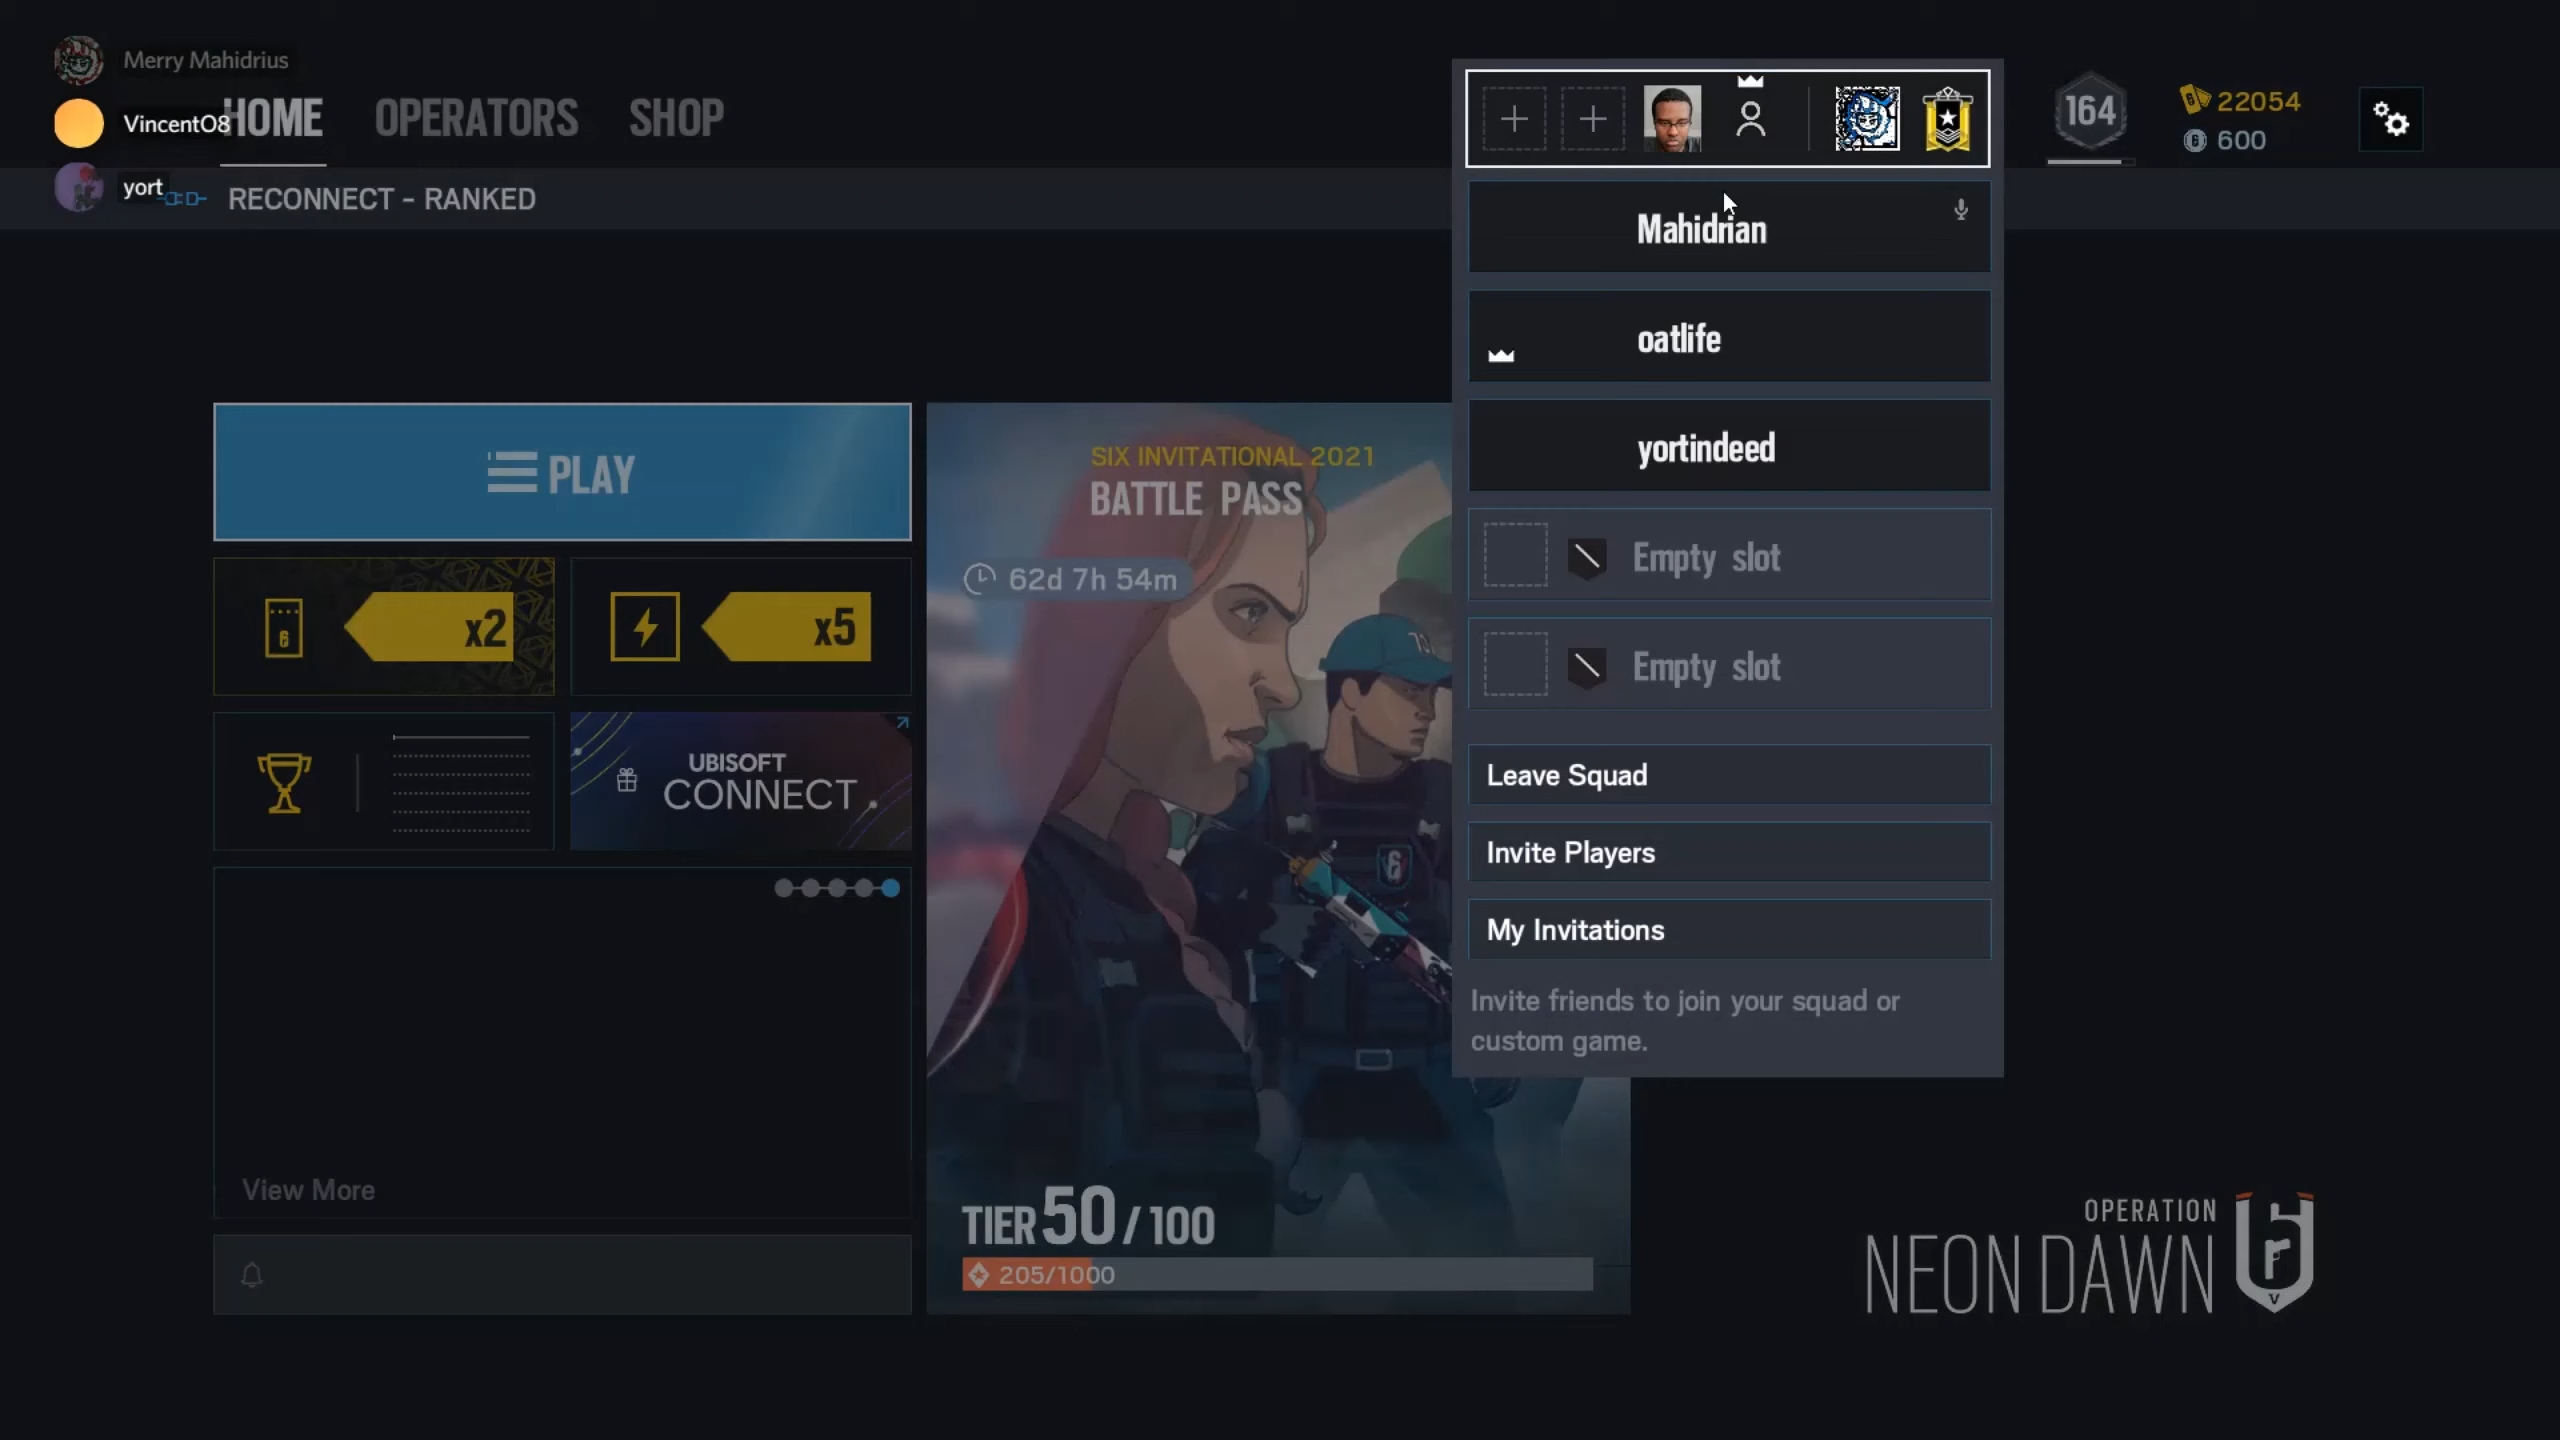 Merry Mahidrius
VincentO8
yort
HOME
OPERATORS
SHOP
RECONNECT - RANKED
164
22054
600
Mahidrian
oatlife
yortindeed
Empty slot
Empty slot
Leave Squad
Invite Players
My Invitations
Invite friends to join your squad or
custom game.
PLAY
x2
x5
UBISOFT
CONNECT
View More
SIX INVITATIONAL 2021
BATTLE PASS
62d 7h 54m
TIER 50 / 100
205/1000
OPERATION
NEON DAWN